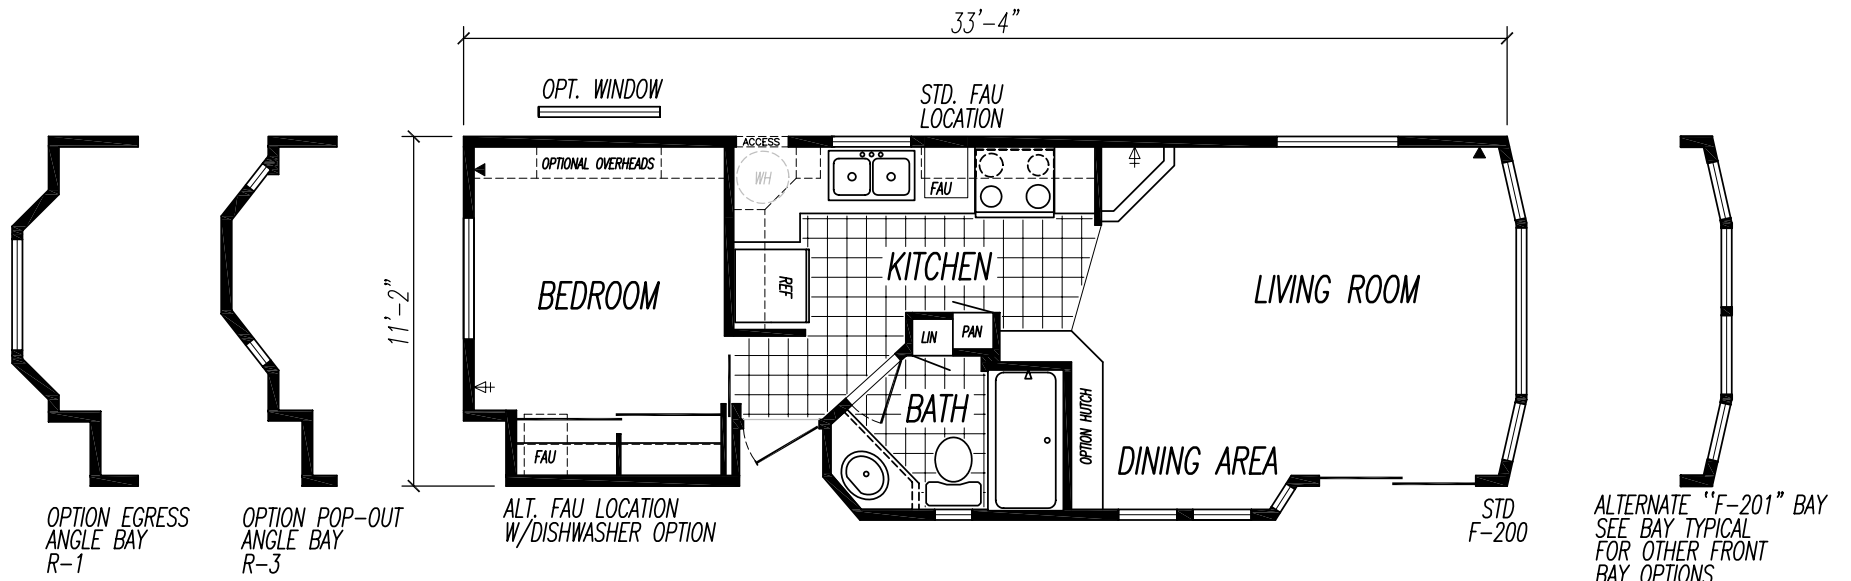 33'-4"
OPT. WINDOW
STD. FAU
LOCATION
ACCESS
OPTIONAL OVERHEADS
WH
FAU
KITCHEN
REF
BEDROOM
LIVING ROOM
11'-2"
LIN
PAN
BATH
OPTION HUTCH
DINING AREA
FAU
OPTION EGRESS
ANGLE BAY
R-1
OPTION POP-OUT
ANGLE BAY
R-3
ALT. FAU LOCATION
W/DISHWASHER OPTION
STD
F-200
ALTERNATE "F-201" BAY
SEE BAY TYPICAL
FOR OTHER FRONT
BAY OPTIONS